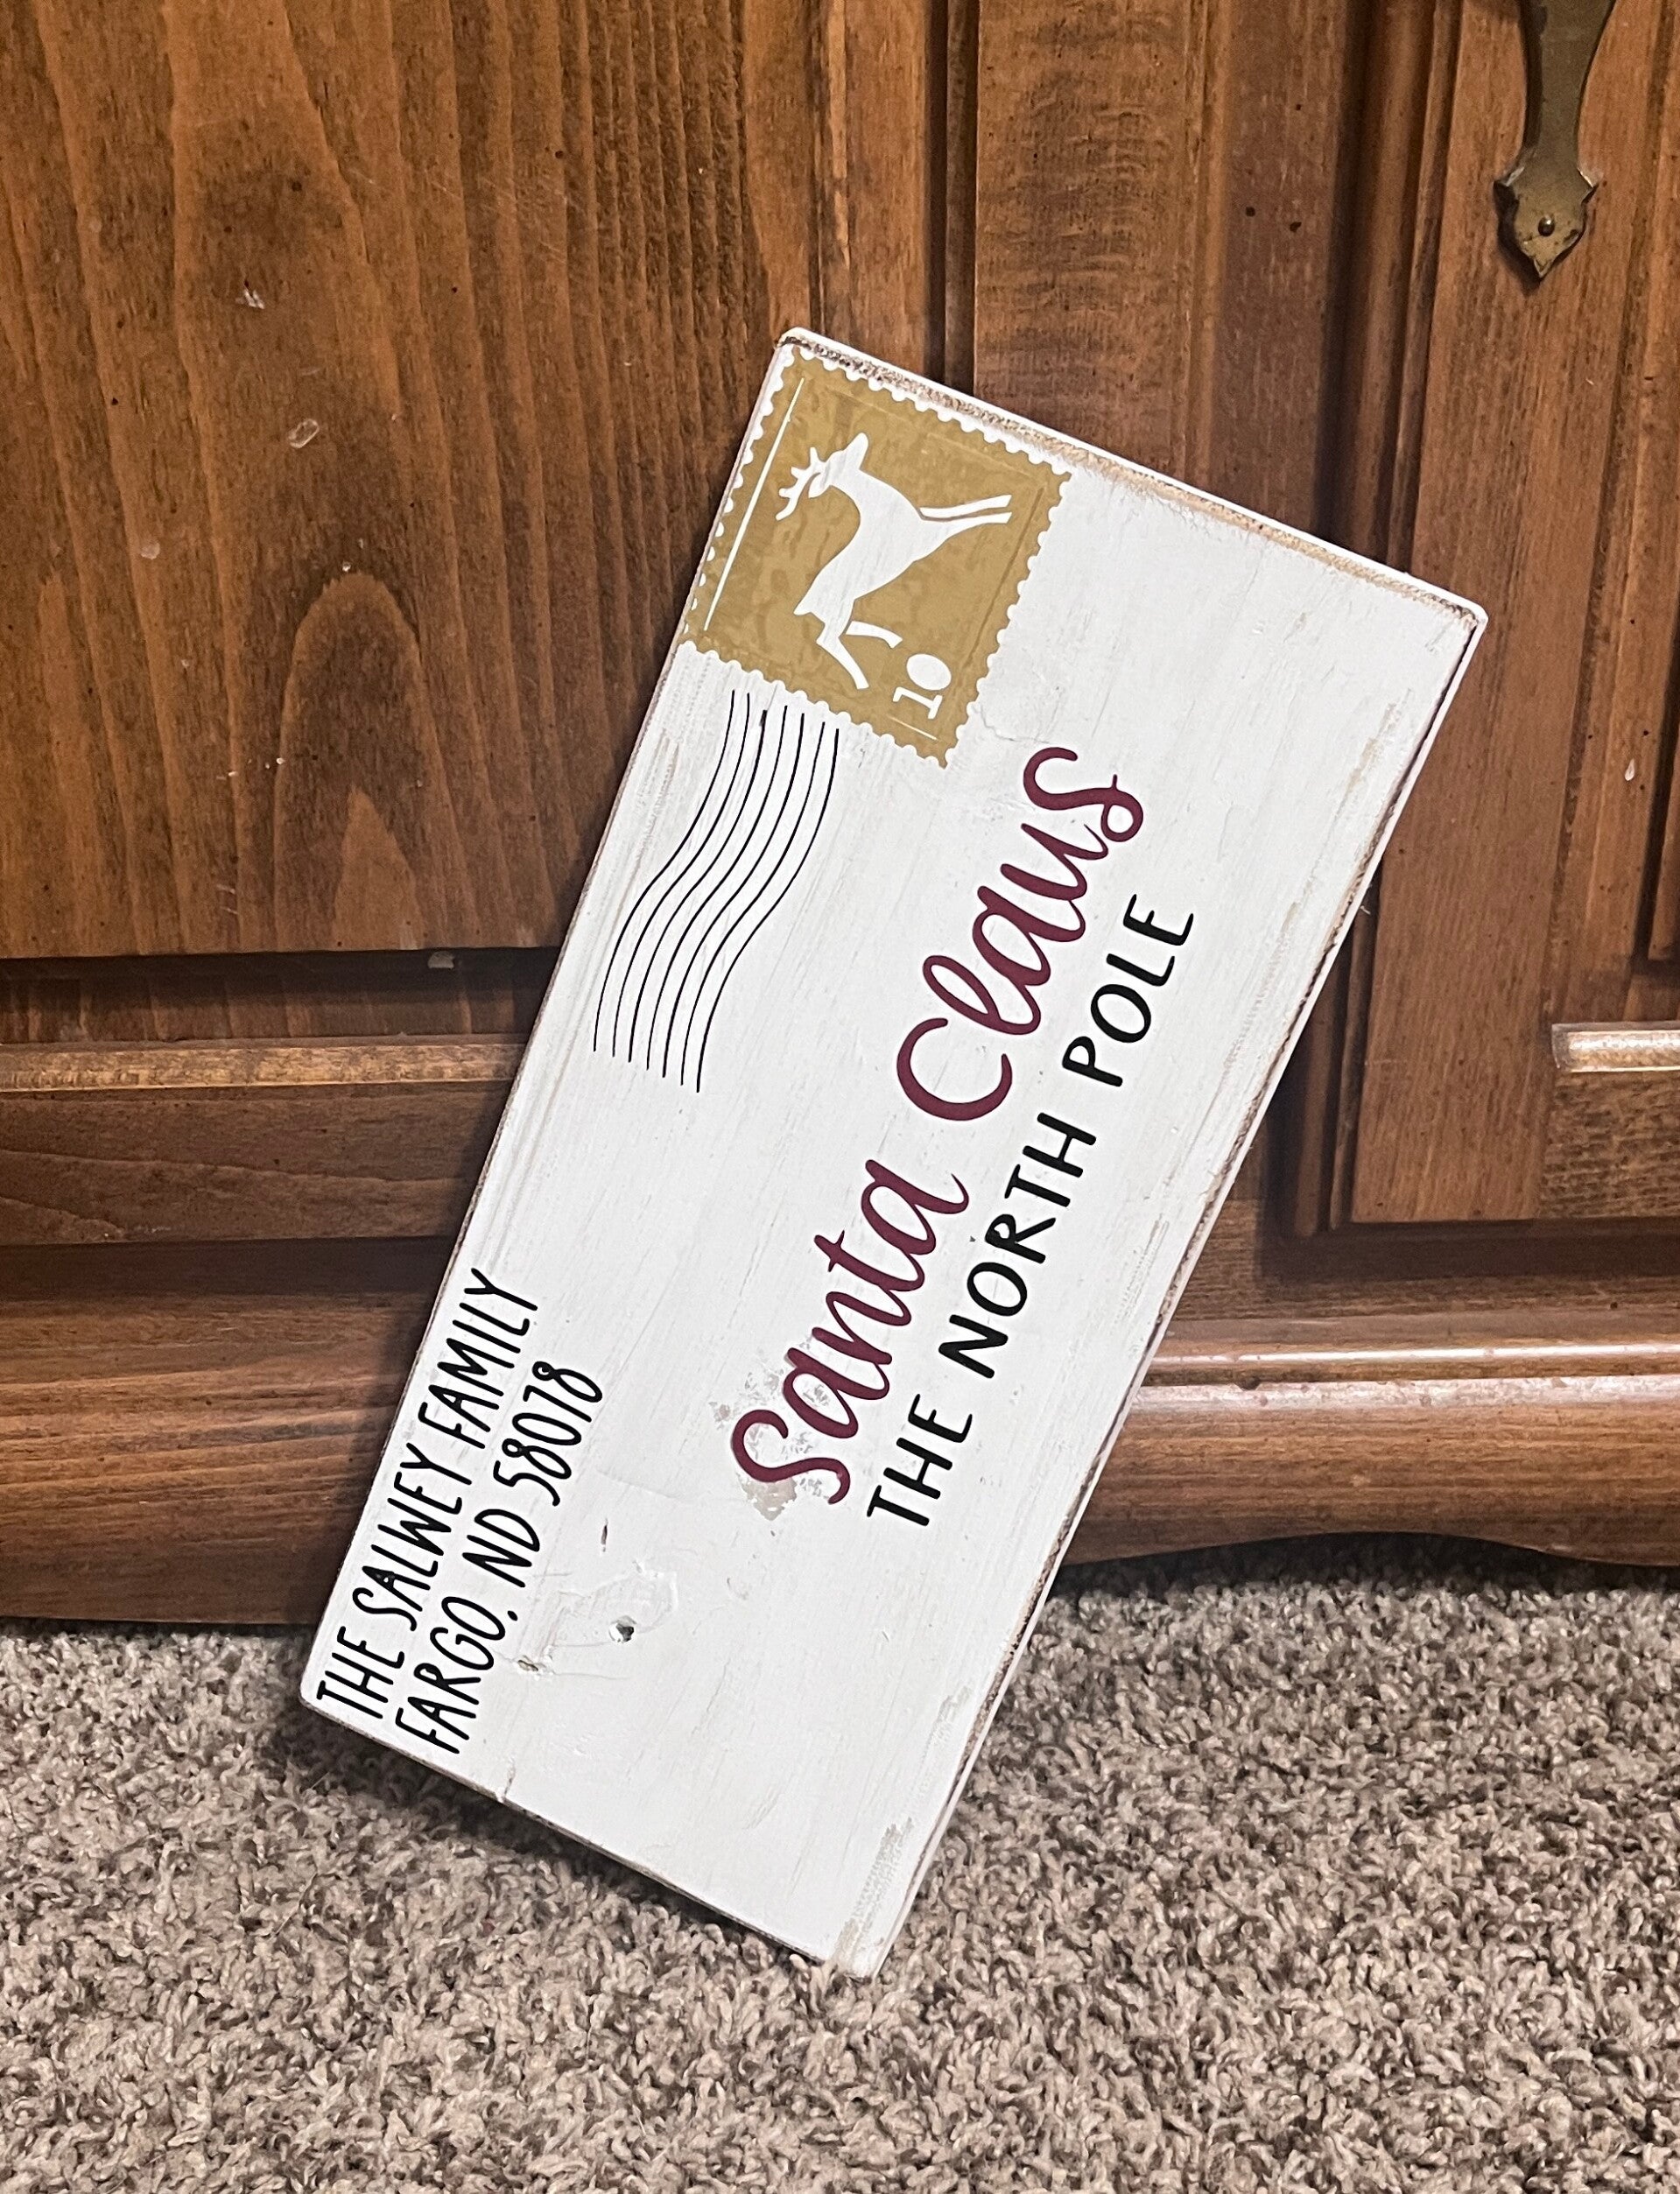 THE SALWEY FAMILY
FARGO, ND 58078
10
Santa Claus
THE NORTH POLE